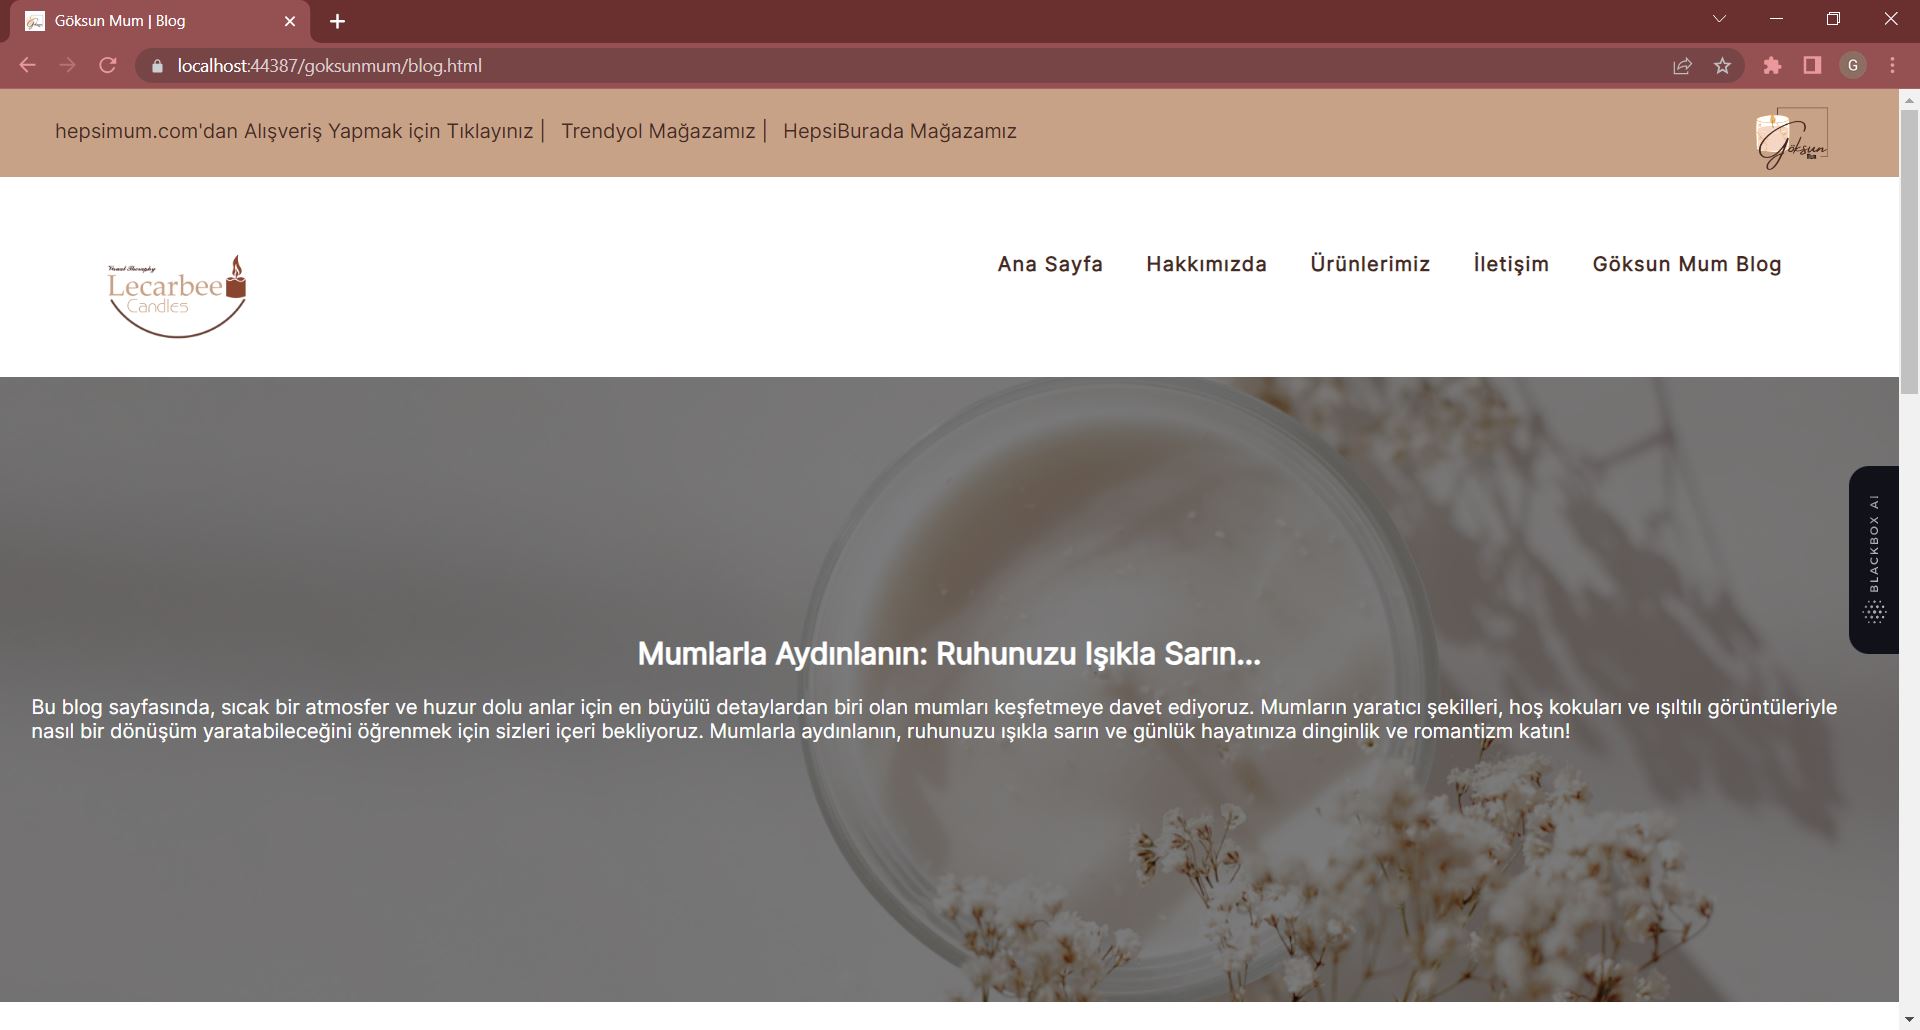 Göksun Mum | Blog
localhost:44387/goksunmum/blog.html
G
hepsimum.com'dan Alışveriş Yapmak için Tıklayınız | Trendyol Mağazamız | HepsiBurada Mağazamız
Göksun
Visual Theraphy
Lecarbee
Candles
Ana Sayfa Hakkımızda Ürünlerimiz İletişim Göksun Mum Blog
BLACKBOX AI
Mumlarla Aydınlanın: Ruhunuzu Işıkla Sarın...
Bu blog sayfasında, sıcak bir atmosfer ve huzur dolu anlar için en büyülü detaylardan biri olan mumları keşfetmeye davet ediyoruz. Mumların yaratıcı şekilleri, hoş kokuları ve ışıltılı görüntüleriyle
nasıl bir dönüşüm yaratabileceğini öğrenmek için sizleri içeri bekliyoruz. Mumlarla aydınlanın, ruhunuzu ışıkla sarın ve günlük hayatınıza dinginlik ve romantizm katın!